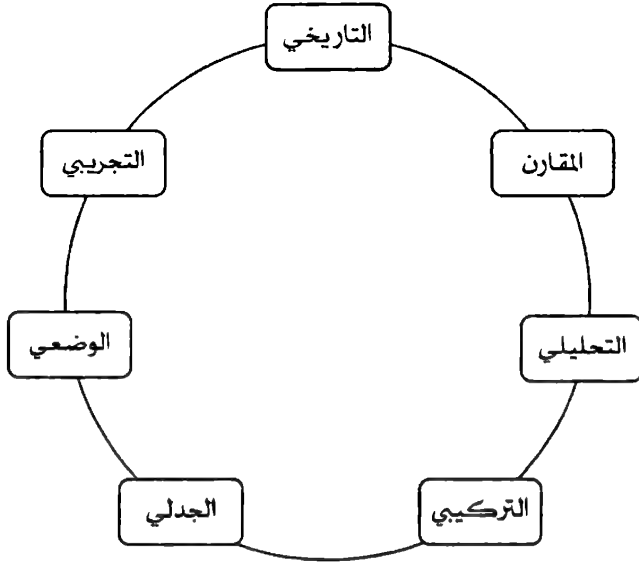 التاريخي
المقارن
التحليلي
التركيبي
الجدلي
الوضعي
التجريبي